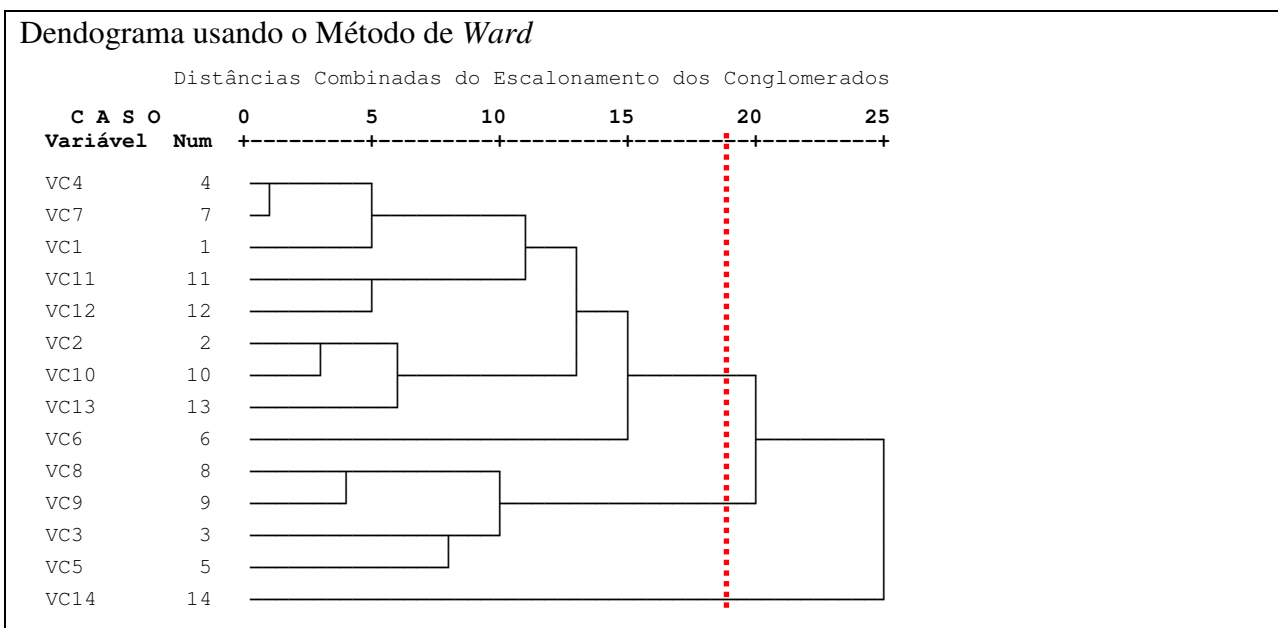 Dendograma usando o Método de Ward
Distâncias Combinadas do Escalonamento dos Conglomerados
C A S O 0 5 10 15 20 25
Variável Num +---------+---------+---------+---------+---------+
VC4 4
VC7 7
VC1 1
VC11 11
VC12 12
VC2 2
VC10 10
VC13 13
VC6 6
VC8 8
VC9 9
VC3 3
VC5 5
VC14 14